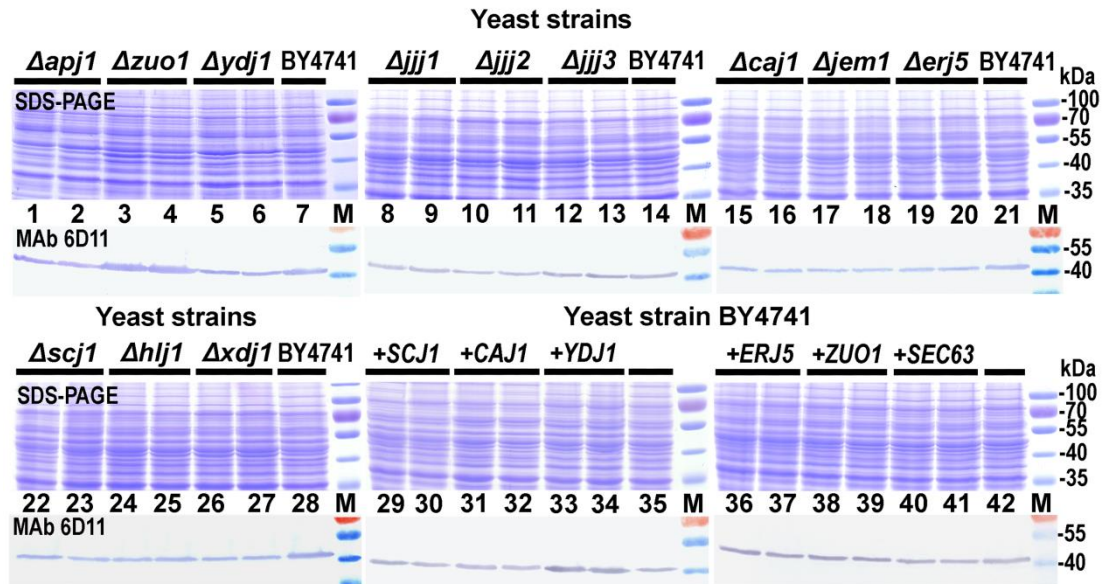 Yeast strains
Δapj1 Δzuo1 Δydj1 BY4741 Δjjj1 Δjjj2 Δjjj3 BY4741 Δcaj1 Δjem1 Δerj5 BY4741
kDa
SDS-PAGE
-100
-70
-55
-40
-35
1 2 3 4 5 6 7 M 8 9 10 11 12 13 14 M 15 16 17 18 19 20 21 M
MAb 6D11
-55
-40
Yeast strains Yeast strain BY4741
Δscj1 Δhlj1 Δxdj1 BY4741 +SCJ1 +CAJ1 +YDJ1 +ERJ5 +ZUO1 +SEC63
kDa
SDS-PAGE
-100
-70
-55
-40
-35
22 23 24 25 26 27 28 M 29 30 31 32 33 34 35 M 36 37 38 39 40 41 42 M
MAb 6D11
-55
-40